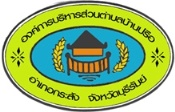 องค์การบริหารส่วนตำบลบ้านปรือ
อำเภอกระสัง จังหวัดบุรีรัมย์